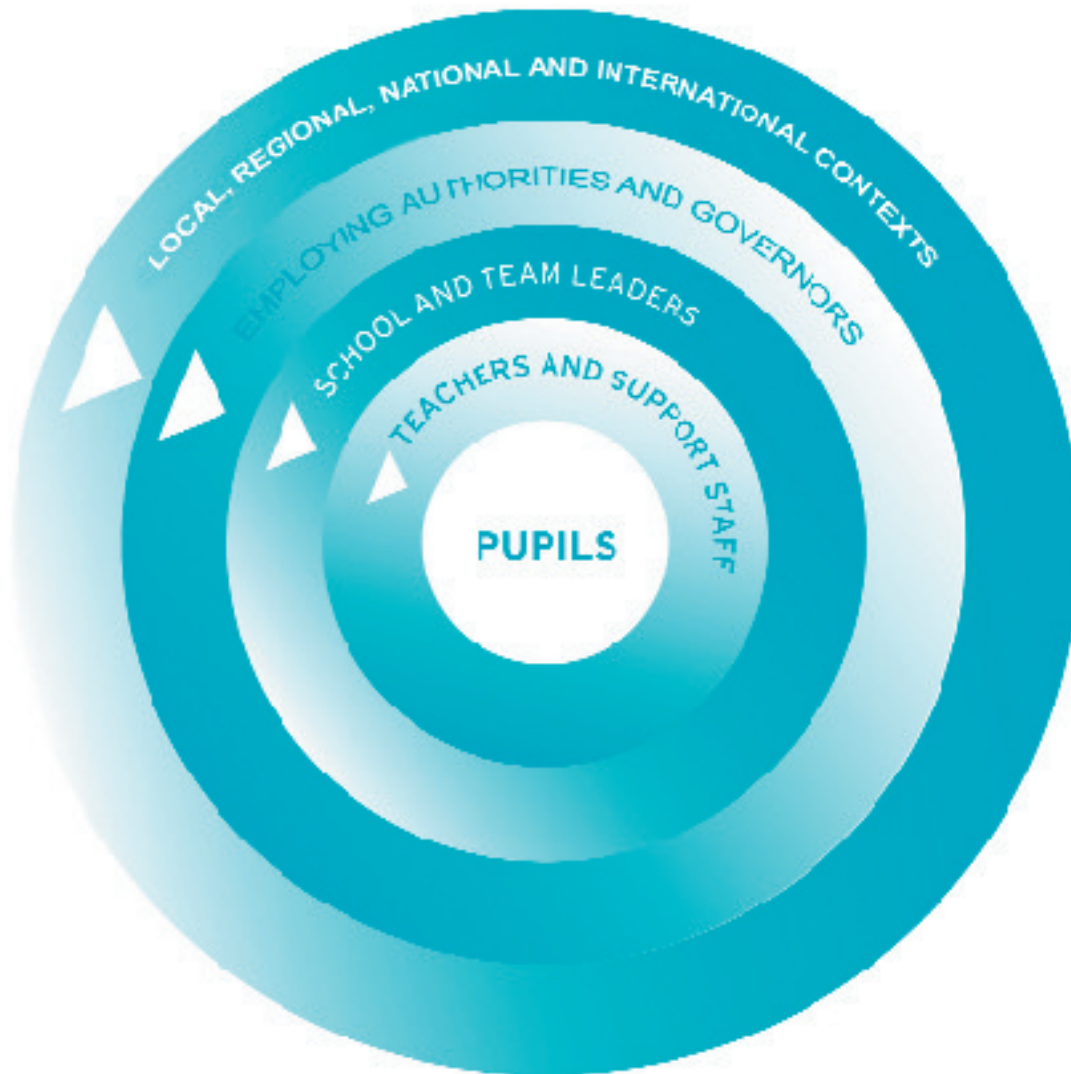 LOCAL, REGIONAL, NATIONAL AND INTERNATIONAL CONTEXTS
EMPLOYING AUTHORITIES AND GOVERNORS
SCHOOL AND TEAM LEADERS
TEACHERS AND SUPPORT STAFF
PUPILS